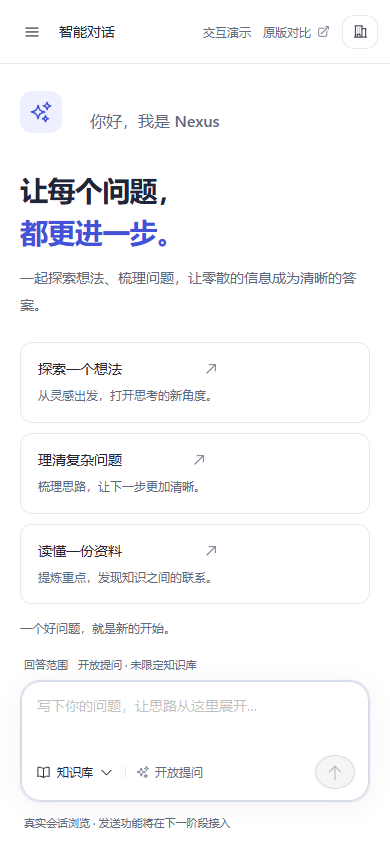 智能对话
交互演示 原版对比
你好，我是 Nexus
让每个问题，
都更进一步。
一起探索想法、梳理问题，让零散的信息成为清晰的答
案。
探索一个想法
从灵感出发，打开思考的新角度。
理清复杂问题
梳理思路，让下一步更加清晰。
读懂一份资料
提炼重点，发现知识之间的联系。
一个好问题，就是新的开始。
回答范围 开放提问 · 未限定知识库
写下你的问题，让思路从这里展开...
知识库 开放提问
真实会话浏览 · 发送功能将在下一阶段接入